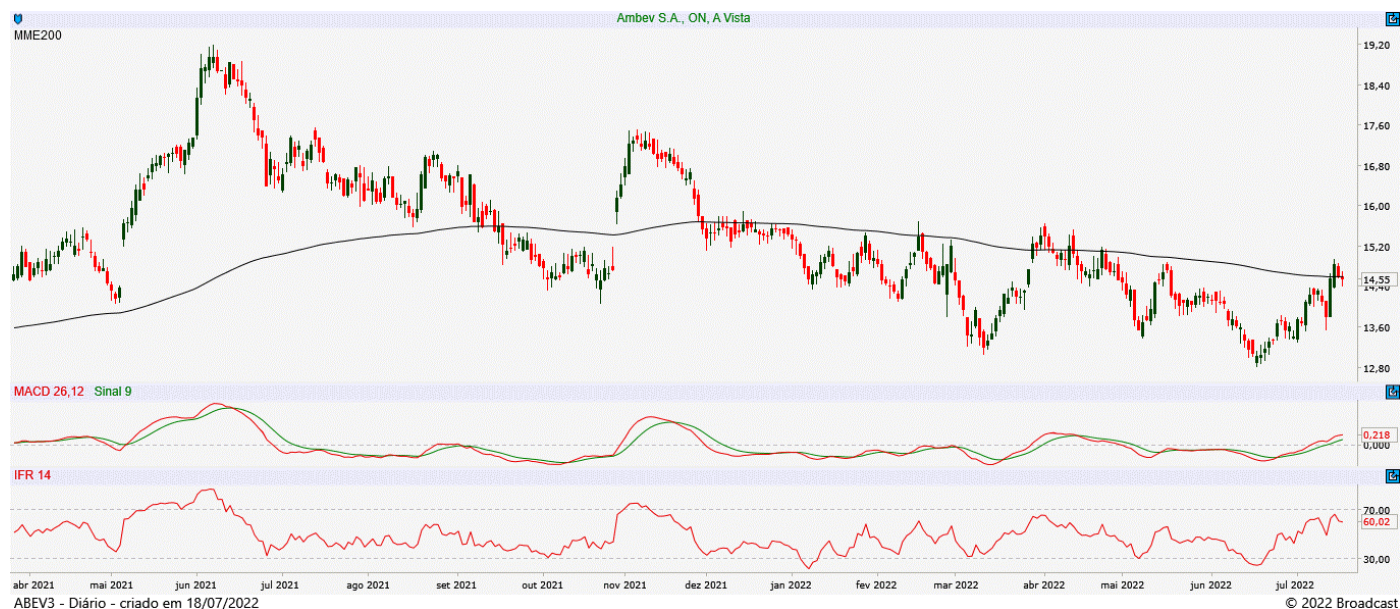 Ambev S.A., ON, A Vista
MME200
19,20
18,40
17,60
16,80
16,00
15,20
14,55
14,40
13,60
12,80
MACD 26,12 Sinal 9
0,218
0,000
IFR 14
70,00
60,02
30,00
abr 2021 mai 2021 jun 2021 jul 2021 ago 2021 set 2021 out 2021 nov 2021 dez 2021 jan 2022 fev 2022 mar 2022 abr 2022 mai 2022 jun 2022 jul 2022
ABEV3 - Diário - criado em 18/07/2022 © 2022 Broadcast